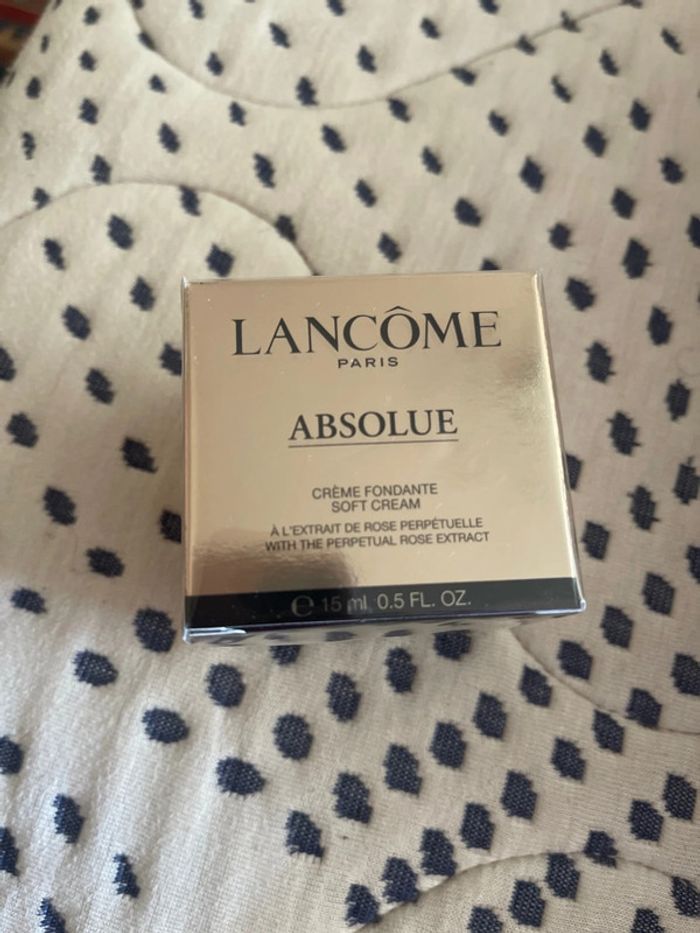 LANCÔME
PARIS
ABSOLUE
CRÈME FONDANTE
SOFT CREAM
À L'EXTRAIT DE ROSE PERPÉTUELLE
WITH THE PERPETUAL ROSE EXTRACT
℮ 15 ml 0.5 FL. OZ.